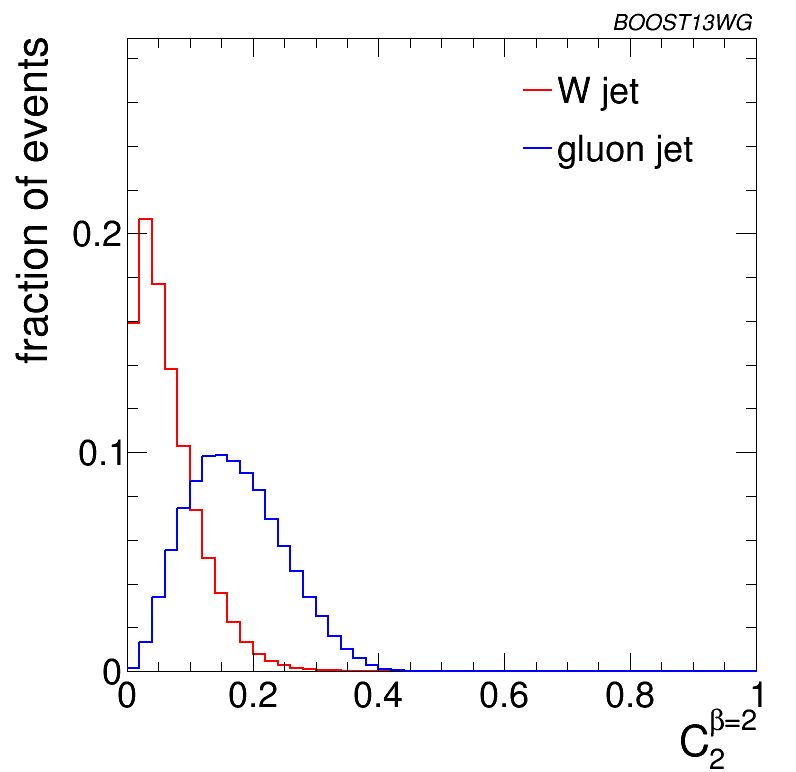 BOOST13WG
fraction of events
W jet
gluon jet
0.2
0.1
0
0 0.2 0.4 0.6 0.8 1
C₂^β=2